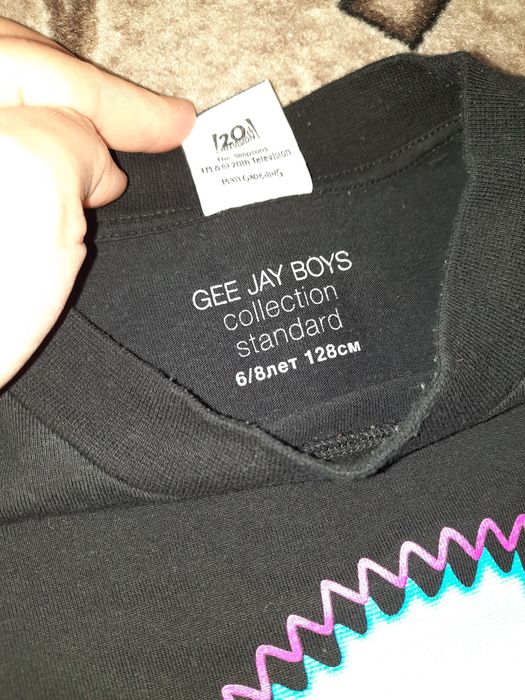 20
The Simpsons
TM & © 20th Television
GEE JAY BOYS
collection
standard
6/8лет 128см